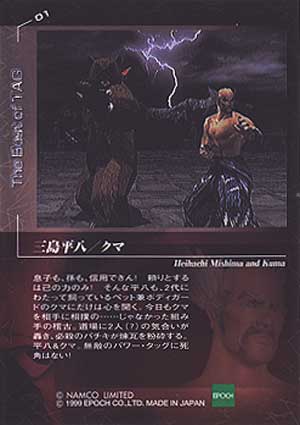 01
The Best of TAG
三島平八／クマ
Heihachi Mishima and Kuma
息子も、孫も、信用できん! 頼りとする
は己の力のみ! そんな平八も、2代に
わたって飼っているペット兼ボディガー
ドのクマにだけは心を開く、今日もクマ
を相手に相撲の……じゃなかった組み
手の稽古。道場に2人(?)の気合いが
轟き、必殺のパチキが煉瓦を粉砕する。
平八&クマ。無敵のパワー・タッグに死
角はない!
© NAMCO LIMITED
© 1999 EPOCH CO.,LTD. MADE IN JAPAN
EPOCH